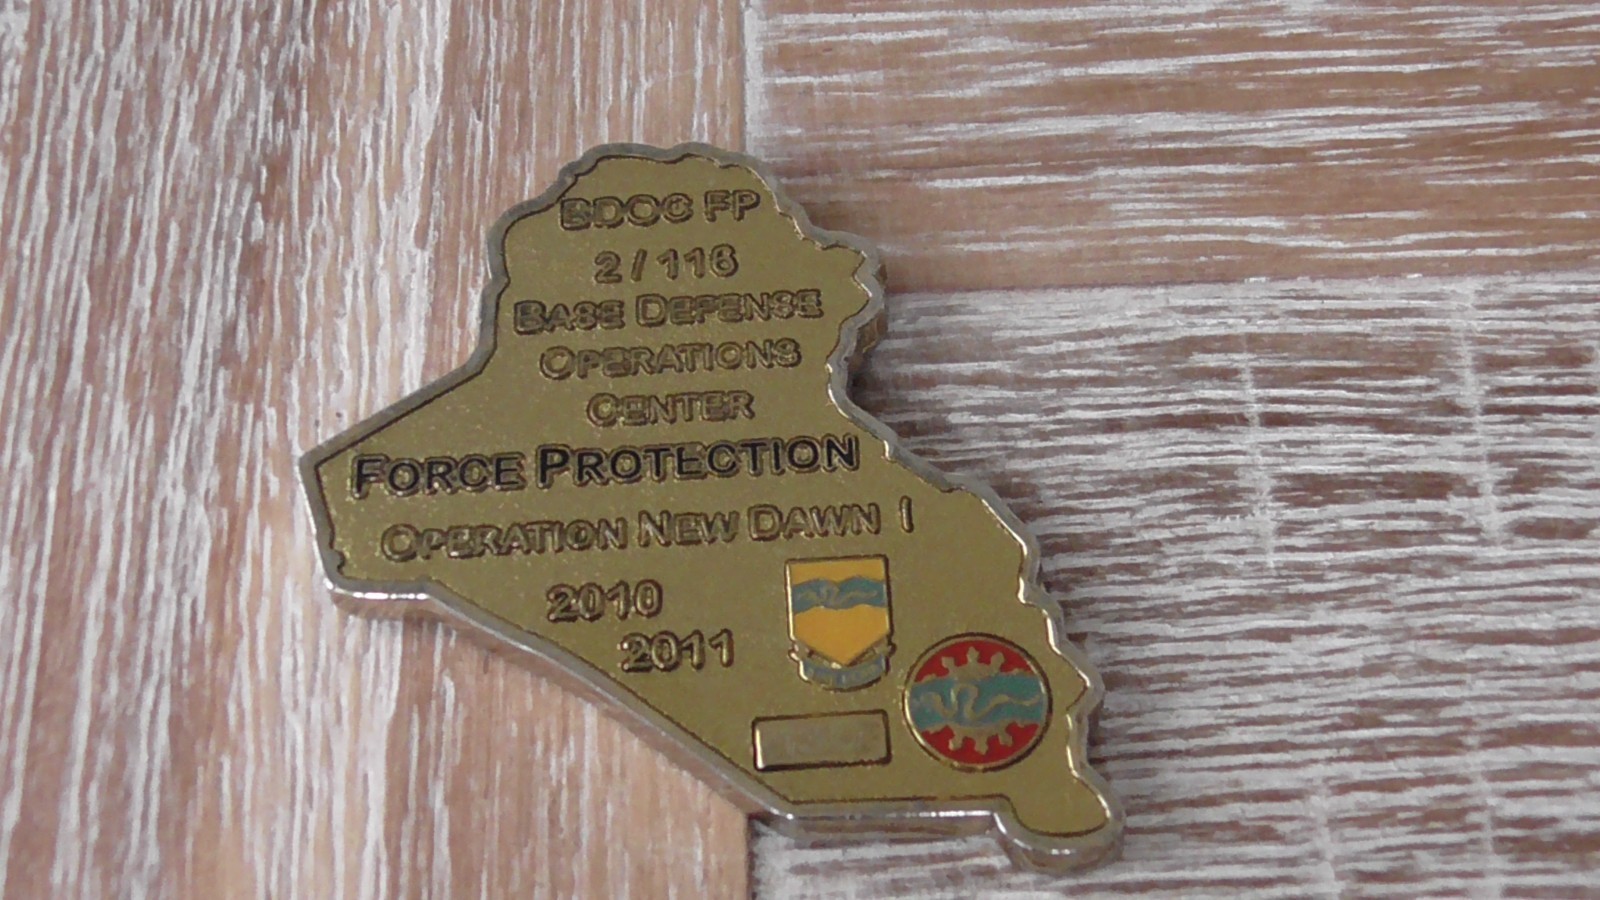 BDOC FP
2 / 116
BASE DEFENSE
OPERATIONS
CENTER
FORCE PROTECTION
OPERATION NEW DAWN I
2010
2011